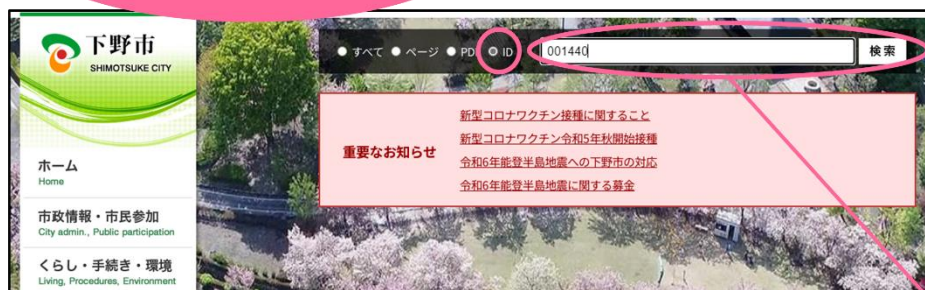 下野市
SHIMOTSUKE CITY
すべて ページ PD ID 001440 検索
重要なお知らせ
新型コロナワクチン接種に関すること
新型コロナワクチン令和5年秋開始接種
令和6年能登半島地震への下野市の対応
令和6年能登半島地震に関する募金
ホーム
Home
市政情報・市民参加
City admin., Public participation
くらし・手続き・環境
Living, Procedures, Environment